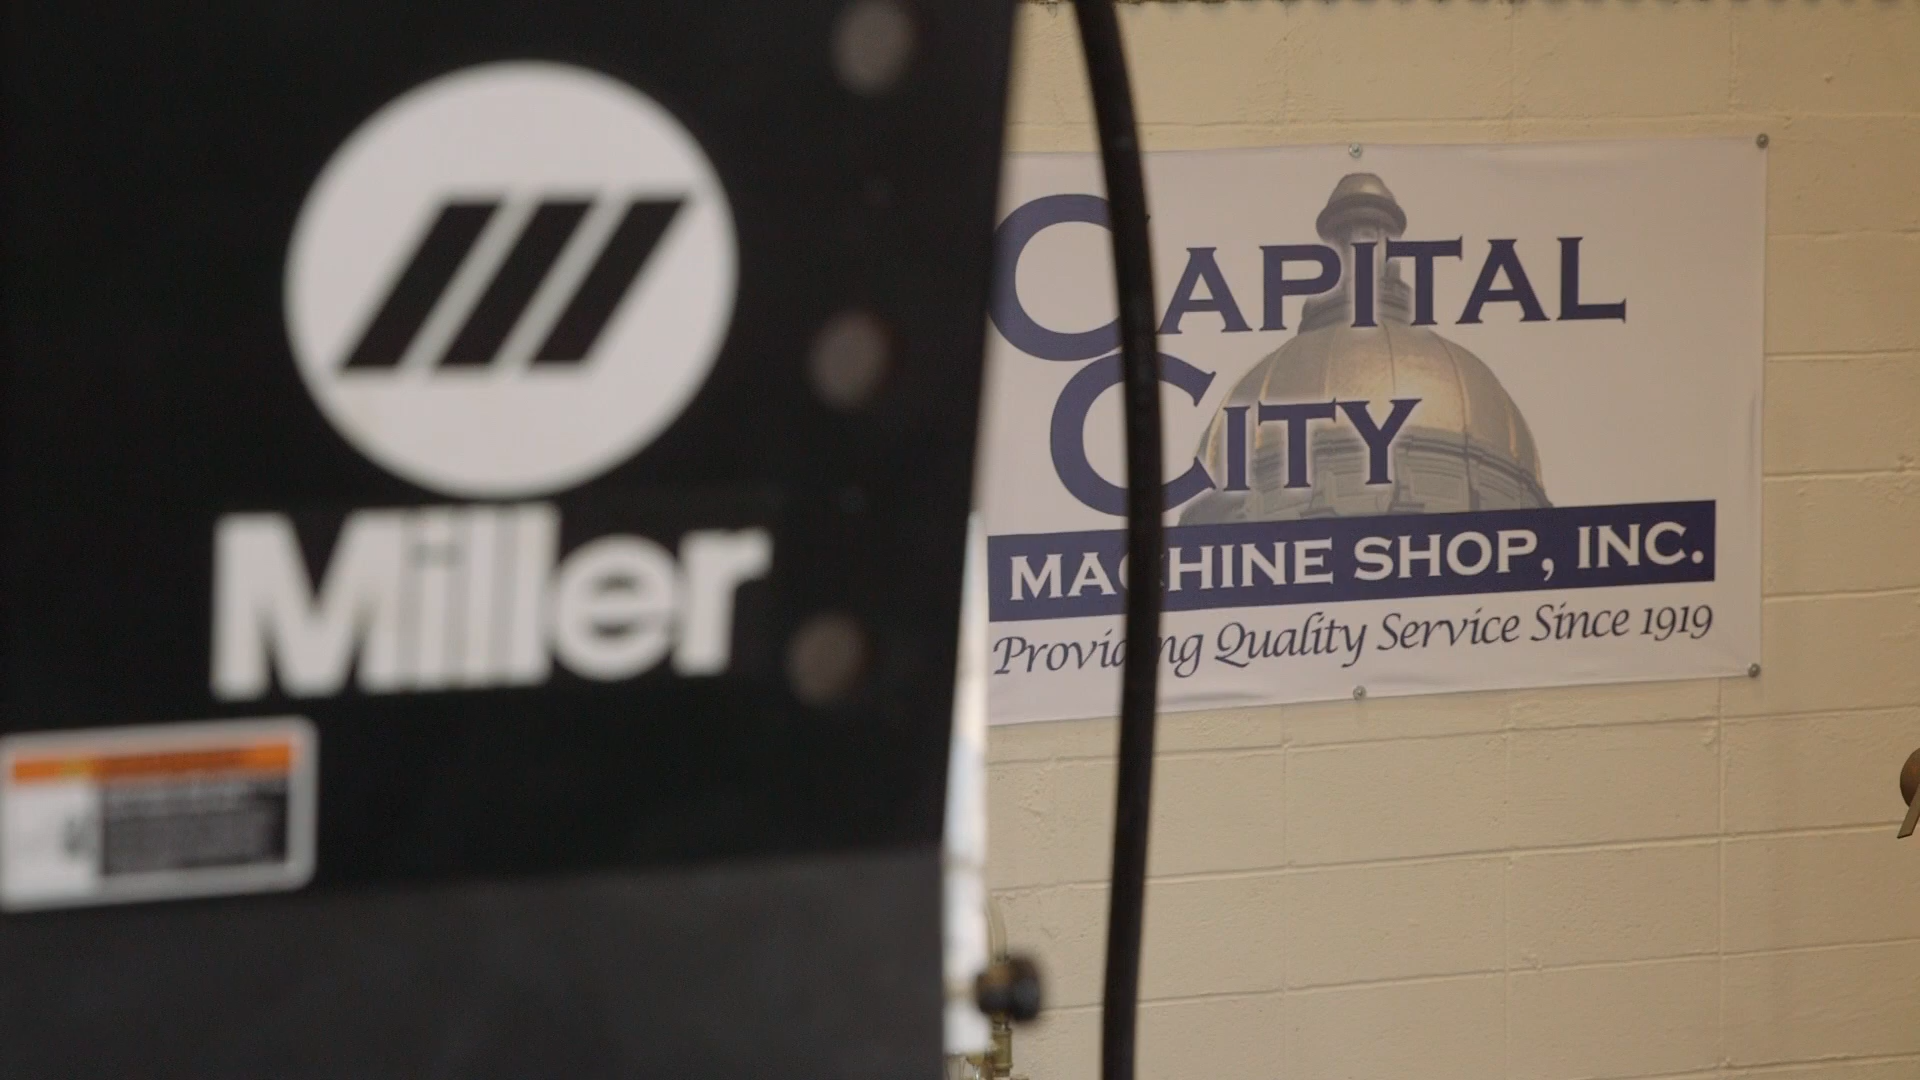 Miller
CAPITAL
CITY
MACHINE SHOP, INC.
Providing Quality Service Since 1919